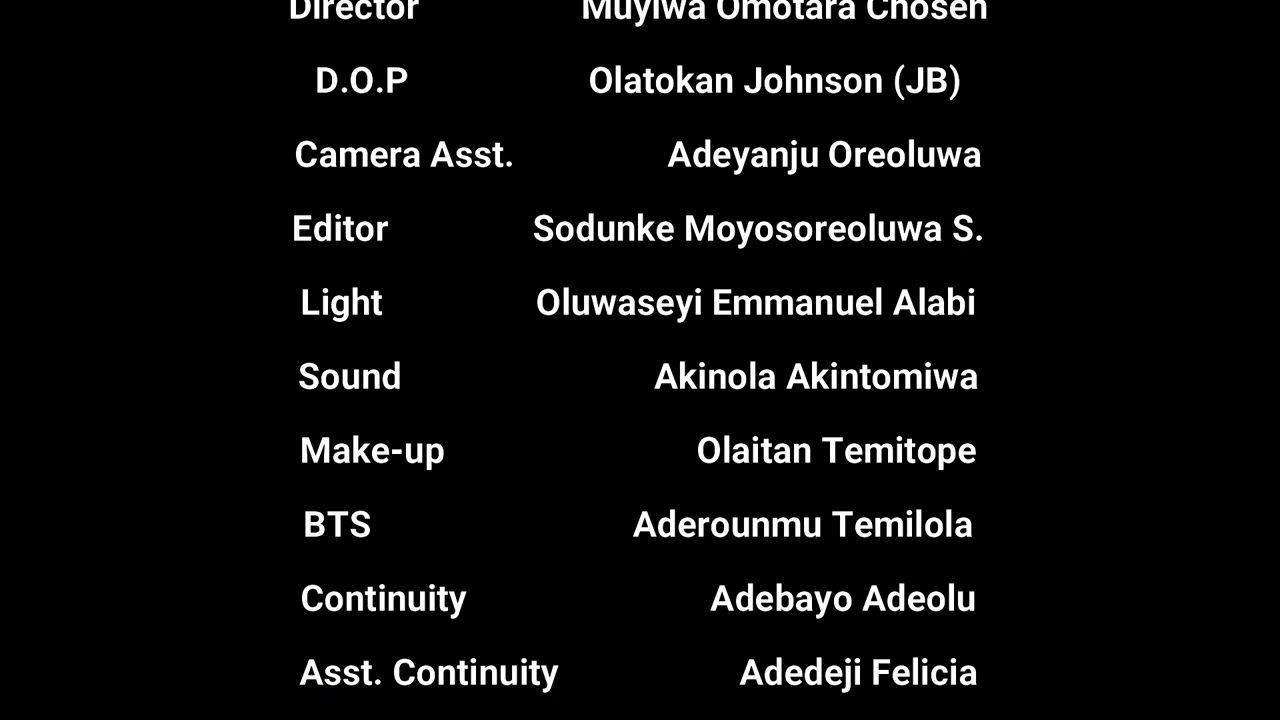 Director Muyiwa Omotara Chosen
D.O.P Olatokan Johnson (JB)
Camera Asst. Adeyanju Oreoluwa
Editor Sodunke Moyosoreoluwa S.
Light Oluwaseyi Emmanuel Alabi
Sound Akinola Akintomiwa
Make-up Olaitan Temitope
BTS Aderounmu Temilola
Continuity Adebayo Adeolu
Asst. Continuity Adedeji Felicia